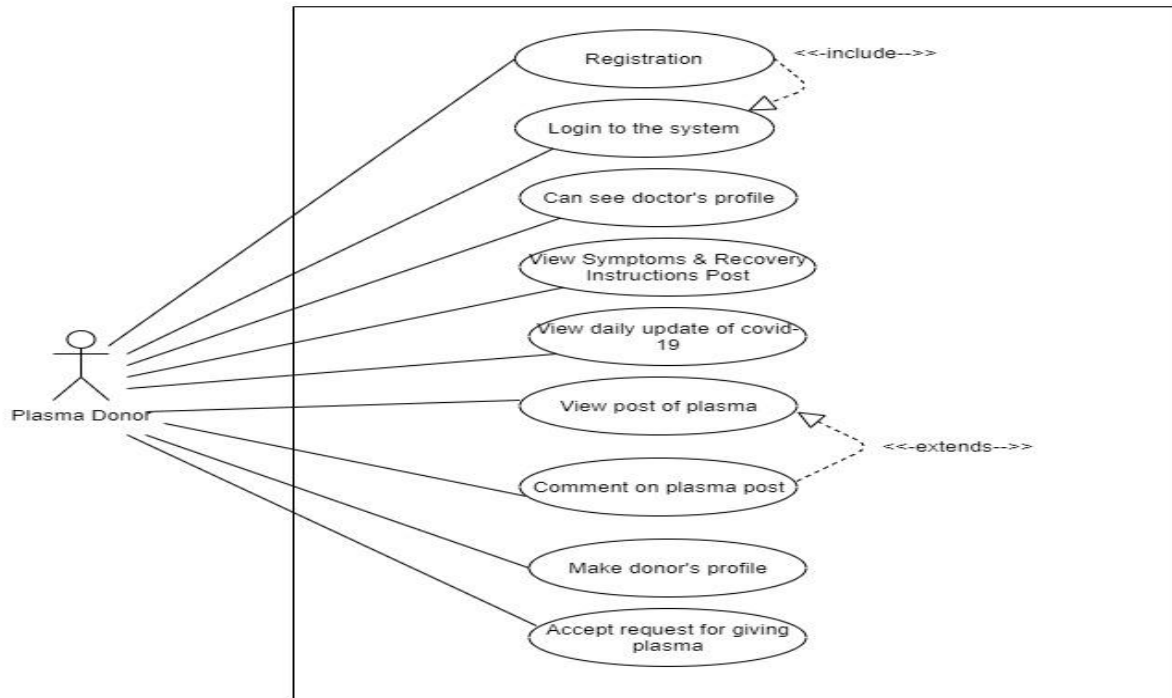 Registration
<<-include-->>
Login to the system
Can see doctor's profile
View Symptoms & Recovery
Instructions Post
View daily update of covid-
19
Plasma Donor
View post of plasma
<<-extends-->>
Comment on plasma post
Make donor's profile
Accept request for giving
plasma